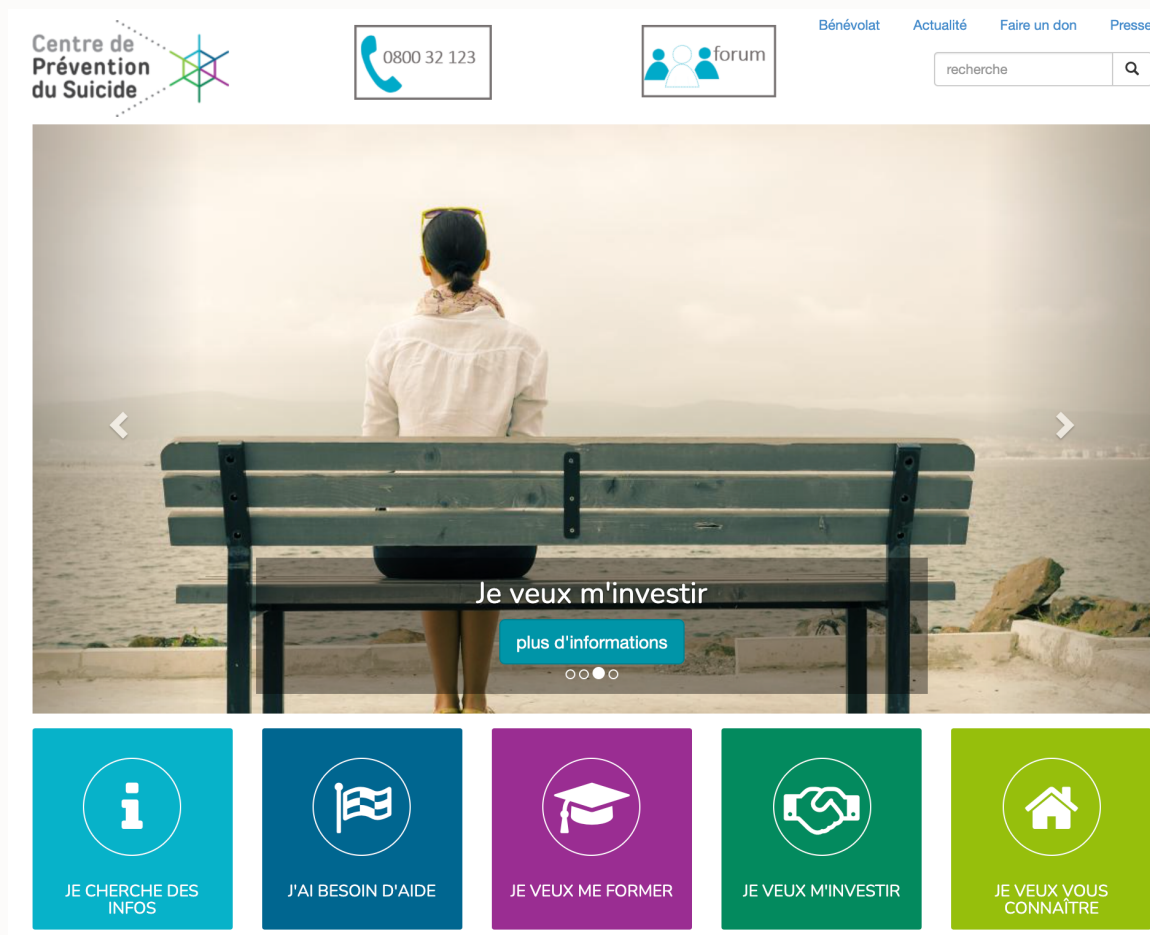 Centre de
Prévention
du Suicide
0800 32 123
forum
Bénévolat
Actualité
Faire un don
Presse
recherche
Je veux m'investir
plus d'informations
JE CHERCHE DES
INFOS
J'AI BESOIN D'AIDE
JE VEUX ME FORMER
JE VEUX M'INVESTIR
JE VEUX VOUS
CONNAÎTRE